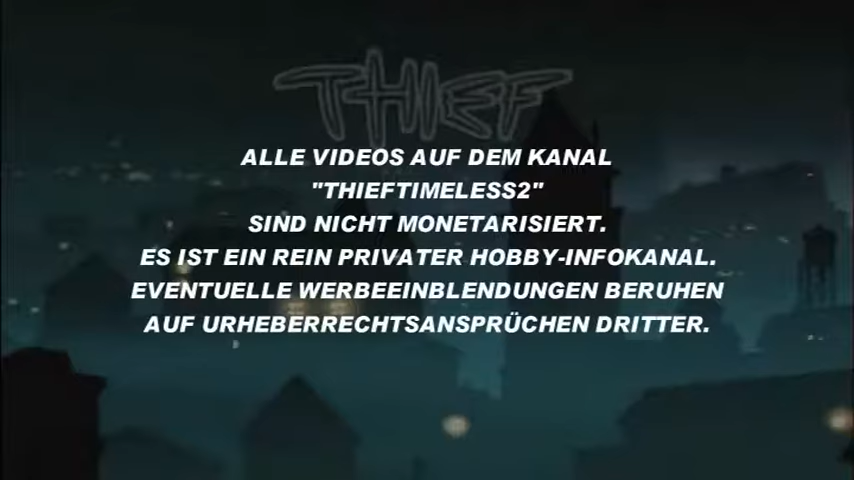 THIEF
ALLE VIDEOS AUF DEM KANAL
"THIEFTIMELESS2"
SIND NICHT MONETARISIERT.
ES IST EIN REIN PRIVATER HOBBY-INFOKANAL.
EVENTUELLE WERBEEINBLENDUNGEN BERUHEN
AUF URHEBERRECHTSANSPRÜCHEN DRITTER.